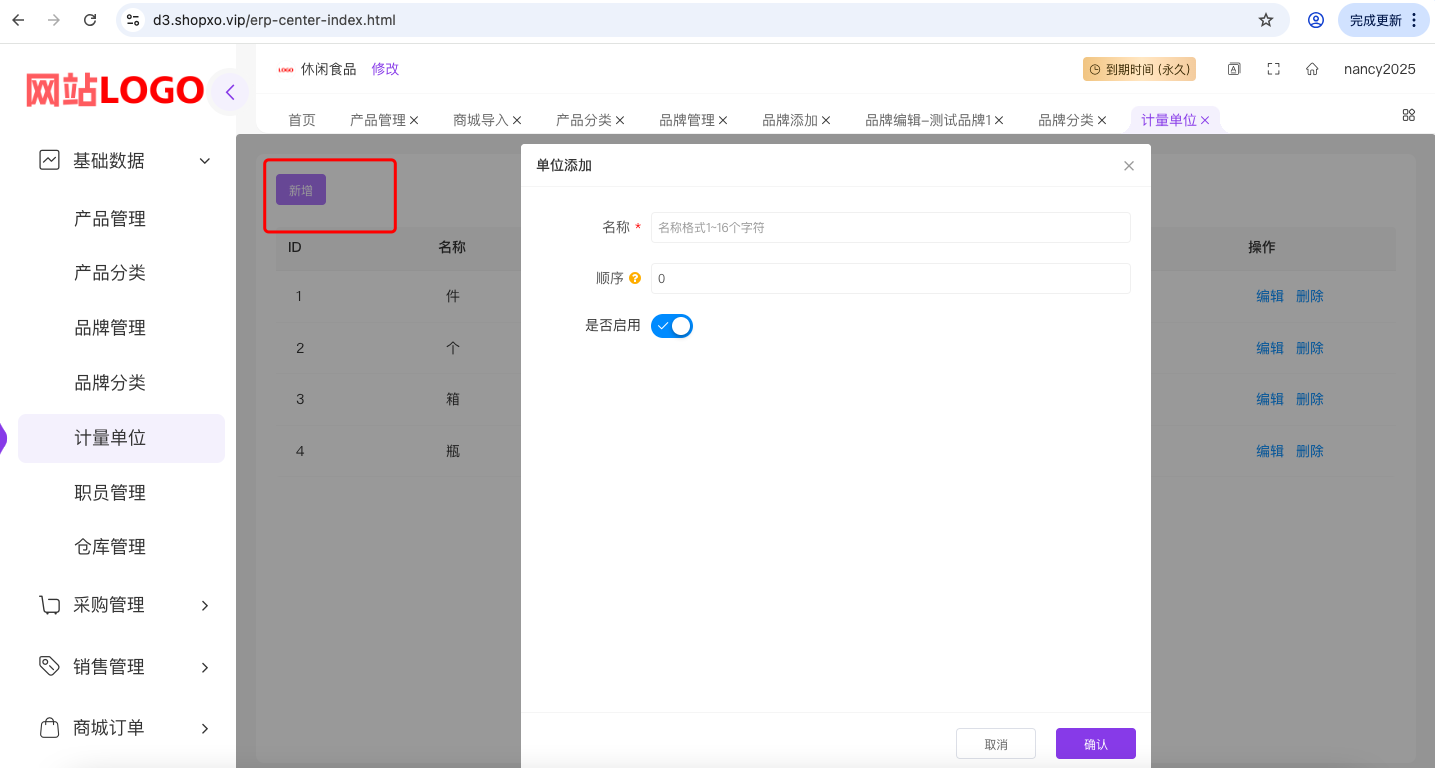 d3.shopxo.vip/erp-center-index.html
完成更新
网站LOGO
LOGO 休闲食品 修改
到期时间 (永久)
nancy2025
首页 产品管理 商城导入 产品分类 品牌管理 品牌添加 品牌编辑-测试品牌1 品牌分类 计量单位
基础数据
产品管理
产品分类
品牌管理
品牌分类
计量单位
职员管理
仓库管理
采购管理
销售管理
商城订单
新增
ID 名称 操作
1 件 编辑 删除
2 个 编辑 删除
3 箱 编辑 删除
4 瓶 编辑 删除
单位添加
名称 * 名称格式1~16个字符
顺序 ? 0
是否启用
取消 确认